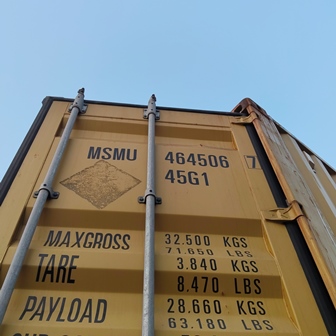 MSMU 464506 7
45G1
MAXGROSS 32.500 KGS
71.650 LBS
TARE 3.840 KGS
8.470 LBS
PAYLOAD 28.660 KGS
63.180 LBS